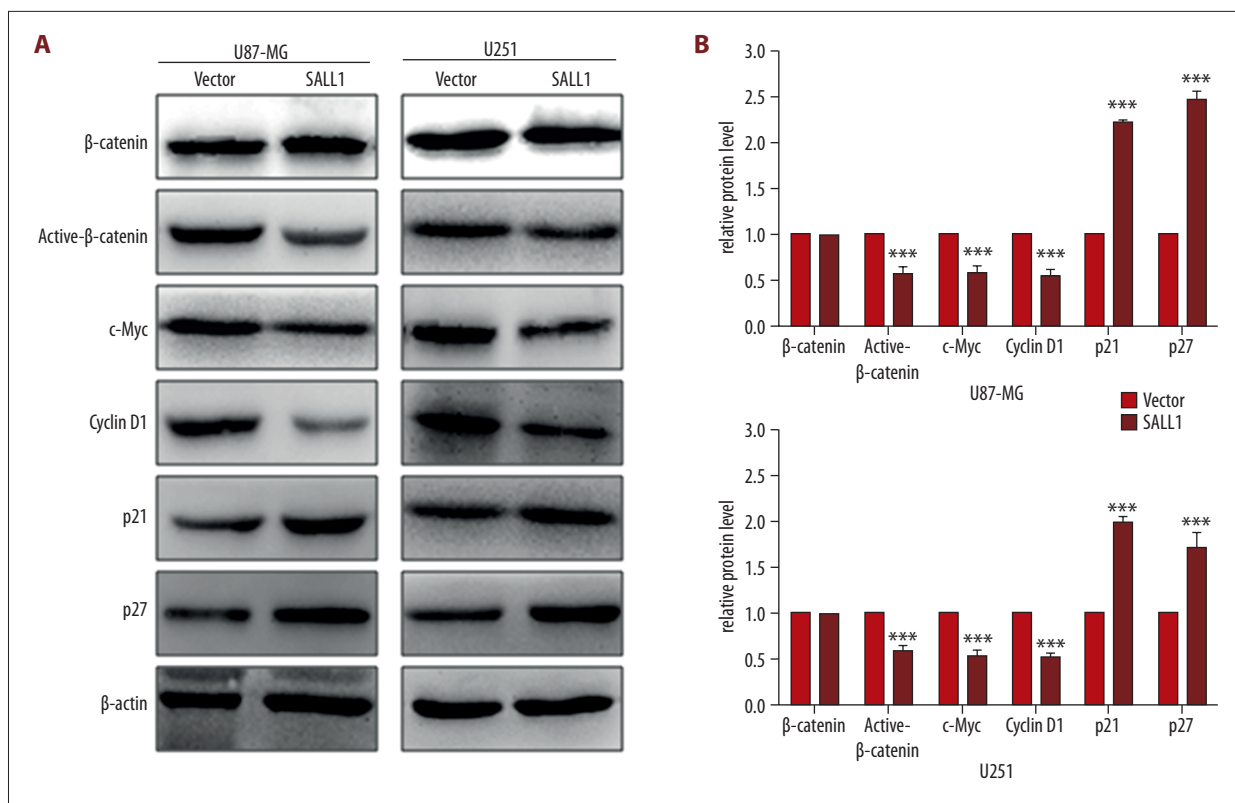 A
U87-MG
U251
Vector
SALL1
Vector
SALL1
β-catenin
Active-β-catenin
c-Myc
Cyclin D1
p21
p27
β-actin
B
3.0
2.5
2.0
1.5
1.0
0.5
0.0
relative protein level
***
***
***
***
***
β-catenin
Active-
β-catenin
c-Myc
Cyclin D1
p21
p27
U87-MG
Vector
SALL1
3.0
2.5
2.0
1.5
1.0
0.5
0.0
relative protein level
***
***
***
***
***
β-catenin
Active-
β-catenin
c-Myc
Cyclin D1
p21
p27
U251